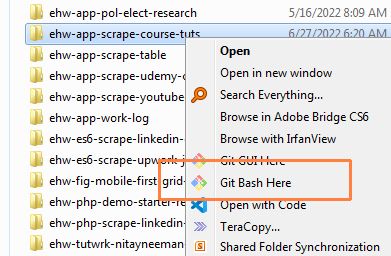 ehw-app-pol-elect-research 5/16/2022 8:09 AM
ehw-app-scrape-course-tuts 6/27/2022 6:20 AM
ehw-app-scrape-table
ehw-app-scrape-udemy-
ehw-app-scrape-youtube
ehw-app-work-log
ehw-es6-scrape-linkedin-
ehw-es6-scrape-upwork-j
ehw-fig-mobile-first-grid-
ehw-php-demo-starter-re
ehw-php-scrape-linkedin-
ehw-tutwrk-nitayneeman-
Open
Open in new window
Search Everything...
Browse in Adobe Bridge CS6
Browse with IrfanView
Git GUI Here
Git Bash Here
Open with Code
TeraCopy...
Shared Folder Synchronization